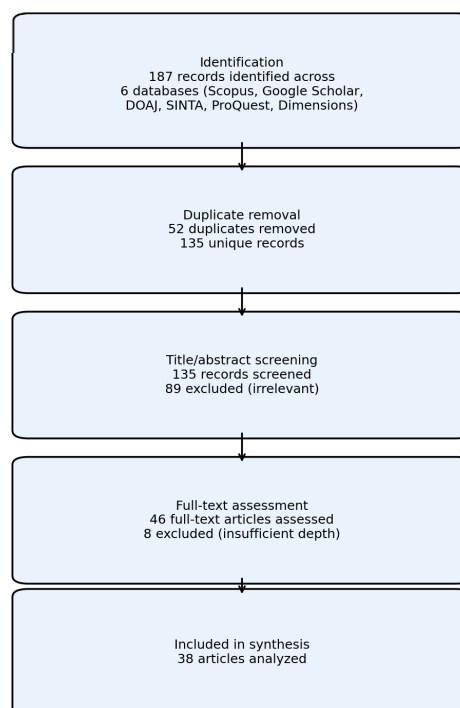 Identification
187 records identified across
6 databases (Scopus, Google Scholar,
DOAJ, SINTA, ProQuest, Dimensions)
Duplicate removal
52 duplicates removed
135 unique records
Title/abstract screening
135 records screened
89 excluded (irrelevant)
Full-text assessment
46 full-text articles assessed
8 excluded (insufficient depth)
Included in synthesis
38 articles analyzed